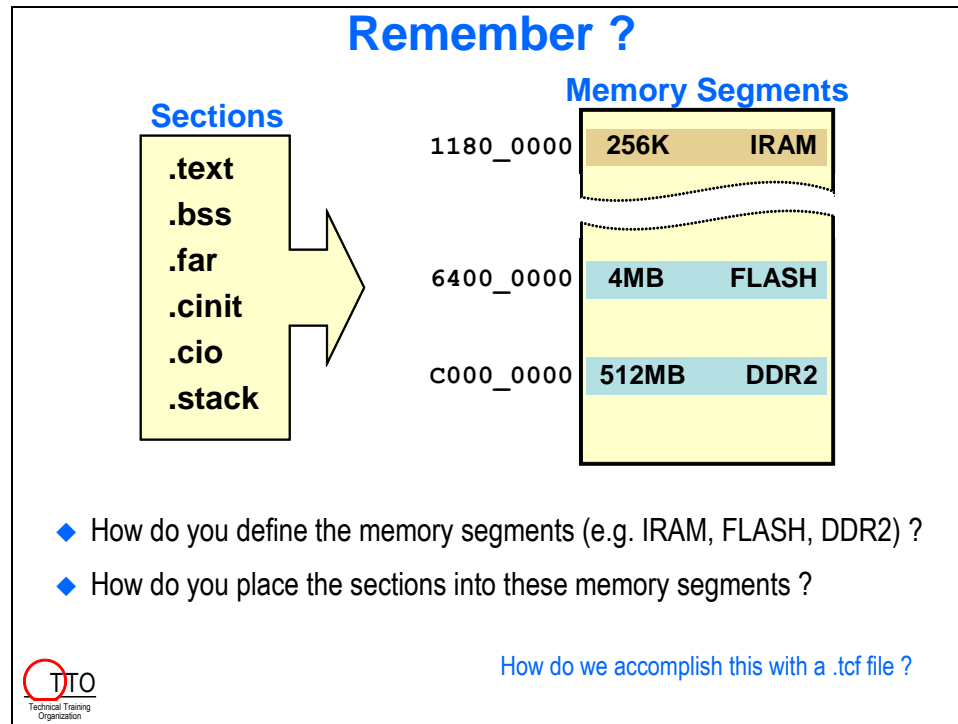 Remember ?
Sections
.text
.bss
.far
.cinit
.cio
.stack
Memory Segments
1180_0000 256K IRAM
6400_0000 4MB FLASH
C000_0000 512MB DDR2
How do you define the memory segments (e.g. IRAM, FLASH, DDR2) ?
How do you place the sections into these memory segments ?
How do we accomplish this with a .tcf file ?
TTO
Technical Training
Organization